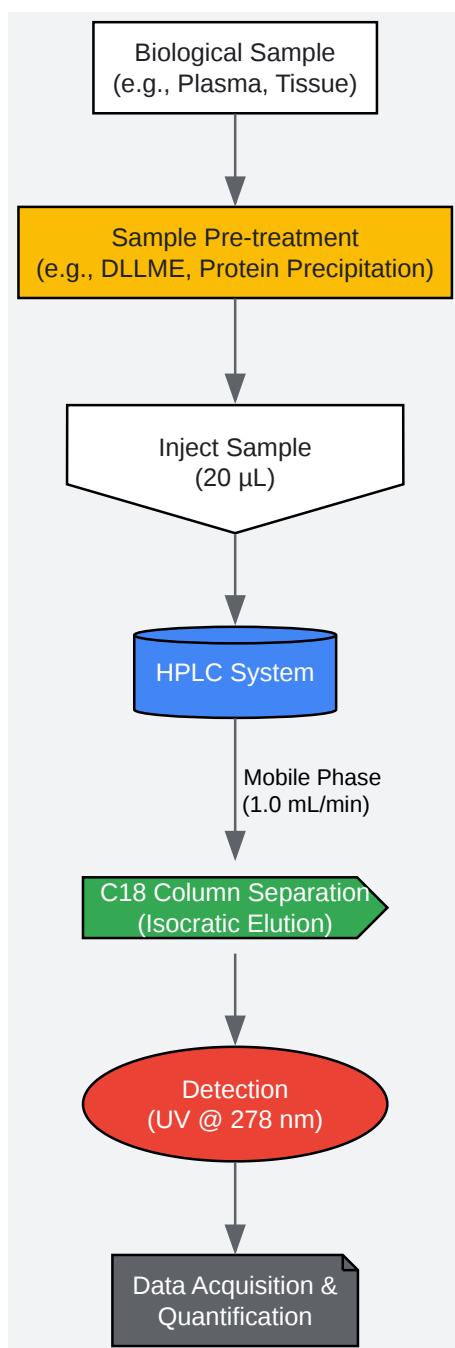 Biological Sample
(e.g., Plasma, Tissue)
Sample Pre-treatment
(e.g., DLLME, Protein Precipitation)
Inject Sample
(20 µL)
HPLC System
Mobile Phase
(1.0 mL/min)
C18 Column Separation
(Isocratic Elution)
Detection
(UV @ 278 nm)
Data Acquisition &
Quantification